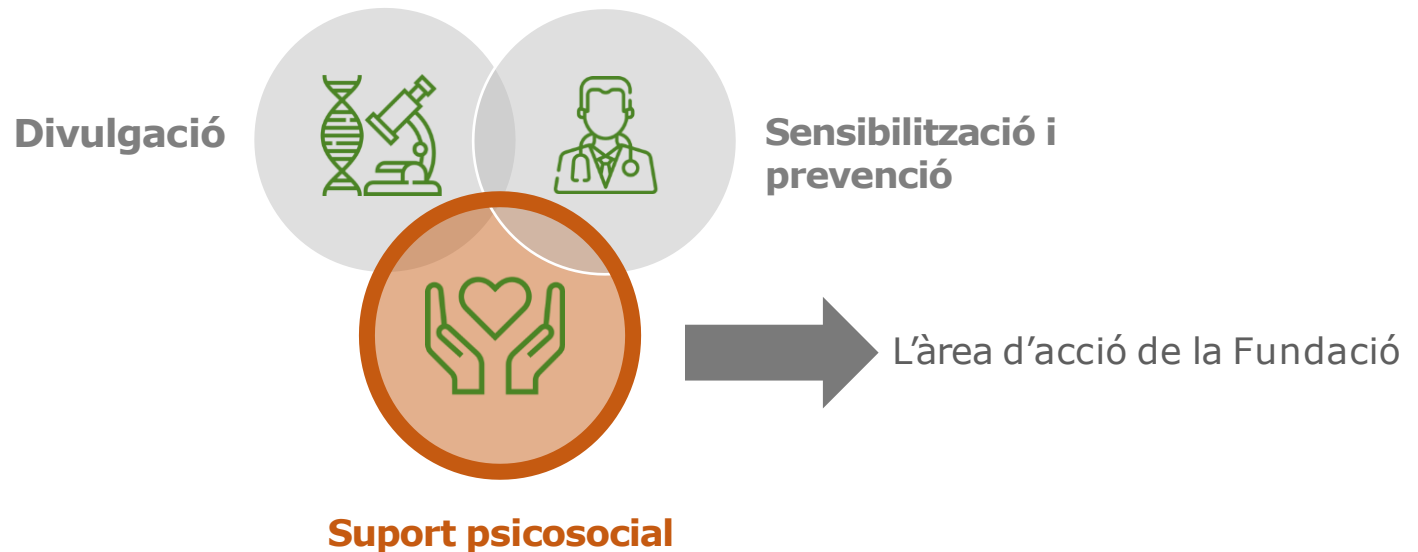 Divulgació
Sensibilització i
prevenció
L’àrea d’acció de la Fundació
Suport psicosocial